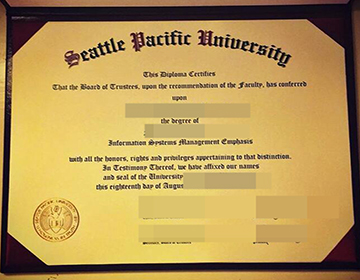 Seattle Pacific University
This Diploma Certifies
That the Board of Trustees, upon the recommendation of the Faculty, has conferred
upon
the degree of
Information Systems Management Emphasis
with all the honors, rights and privileges appertaining to that distinction.
In Testimony Thereof, we have affixed our names
and seal of the University
this eighteenth day of Augus